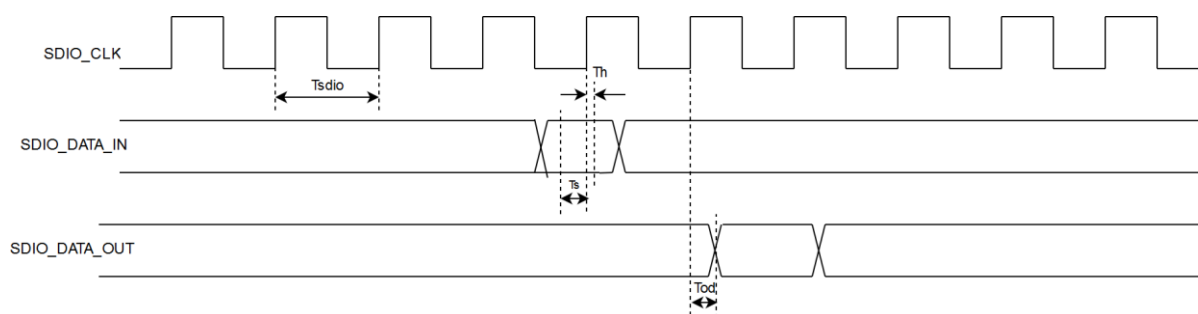 SDIO_CLK
Th
Tsdio
SDIO_DATA_IN
Ts
SDIO_DATA_OUT
Tod